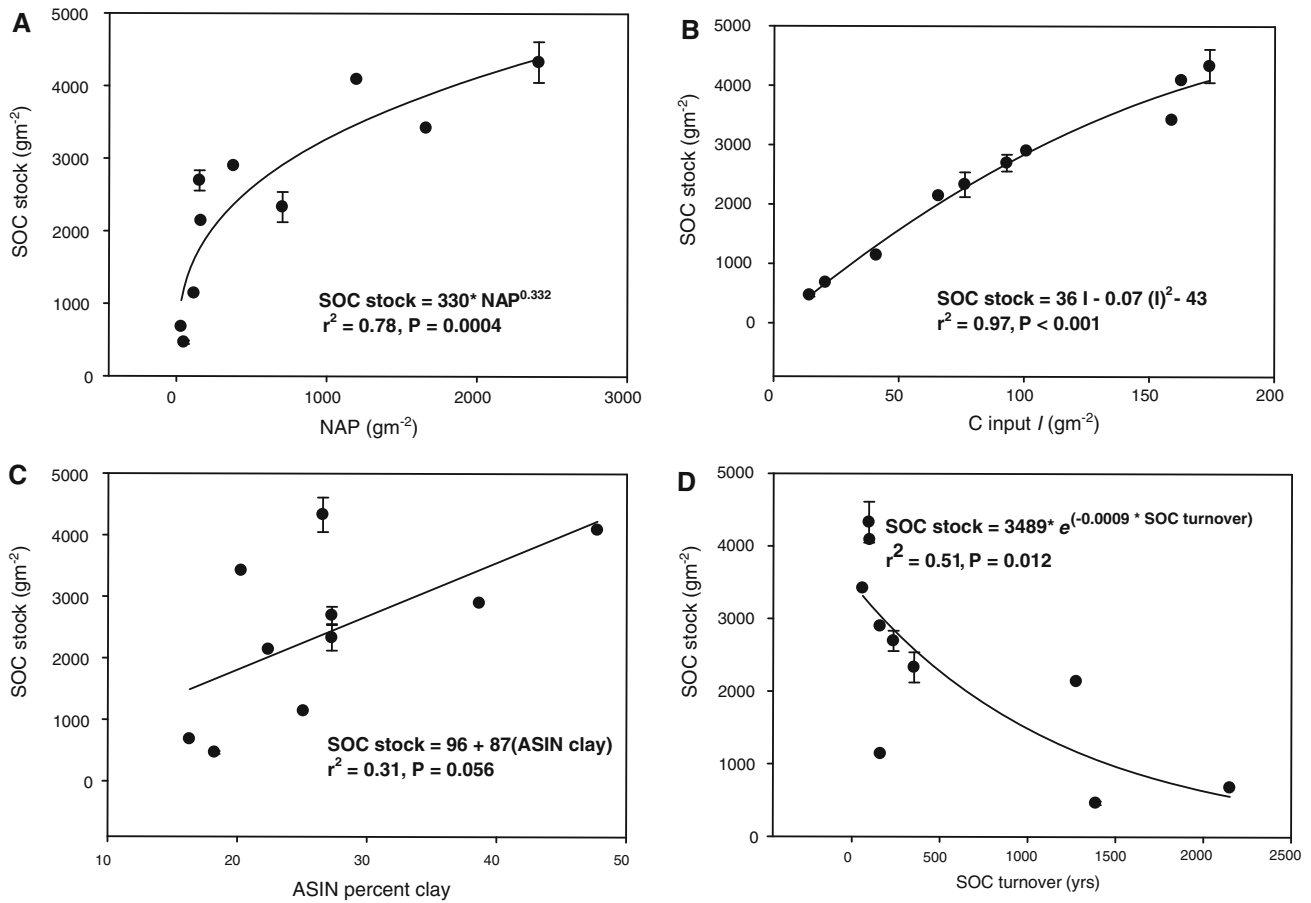 A
5000
4000
3000
2000
1000
0
SOC stock (gm⁻²)
SOC stock = 330* NAP⁰·³³²
r² = 0.78, P = 0.0004
0 1000 2000 3000
NAP (gm⁻²)
B
5000
4000
3000
2000
1000
0
SOC stock (gm⁻²)
SOC stock = 36 I - 0.07 (I)² - 43
r² = 0.97, P < 0.001
0 50 100 150 200
C input I (gm⁻²)
C
5000
4000
3000
2000
1000
0
SOC stock (gm⁻²)
SOC stock = 96 + 87(ASIN clay)
r² = 0.31, P = 0.056
10 20 30 40 50
ASIN percent clay
D
5000
4000
3000
2000
1000
0
SOC stock (gm⁻²)
SOC stock = 3489* e^(-0.0009 * SOC turnover)
r² = 0.51, P = 0.012
0 500 1000 1500 2000 2500
SOC turnover (yrs)